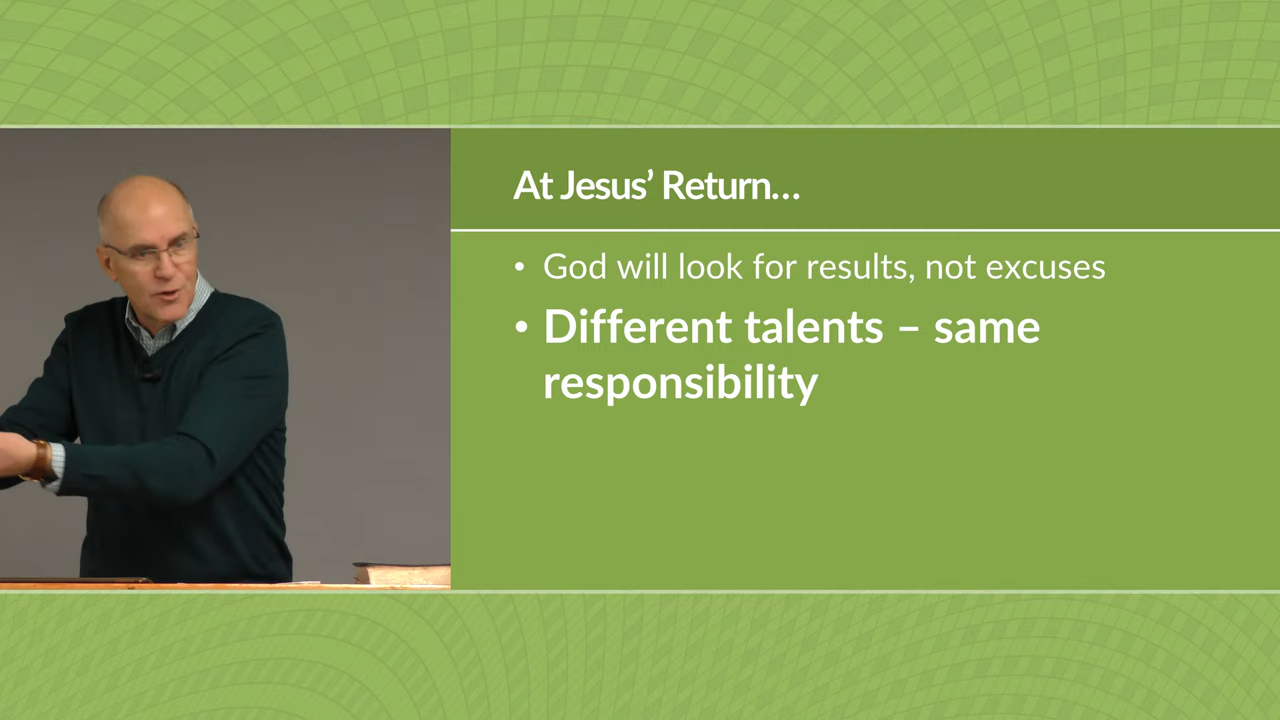 At Jesus’ Return...
• God will look for results, not excuses
• Different talents – same
responsibility